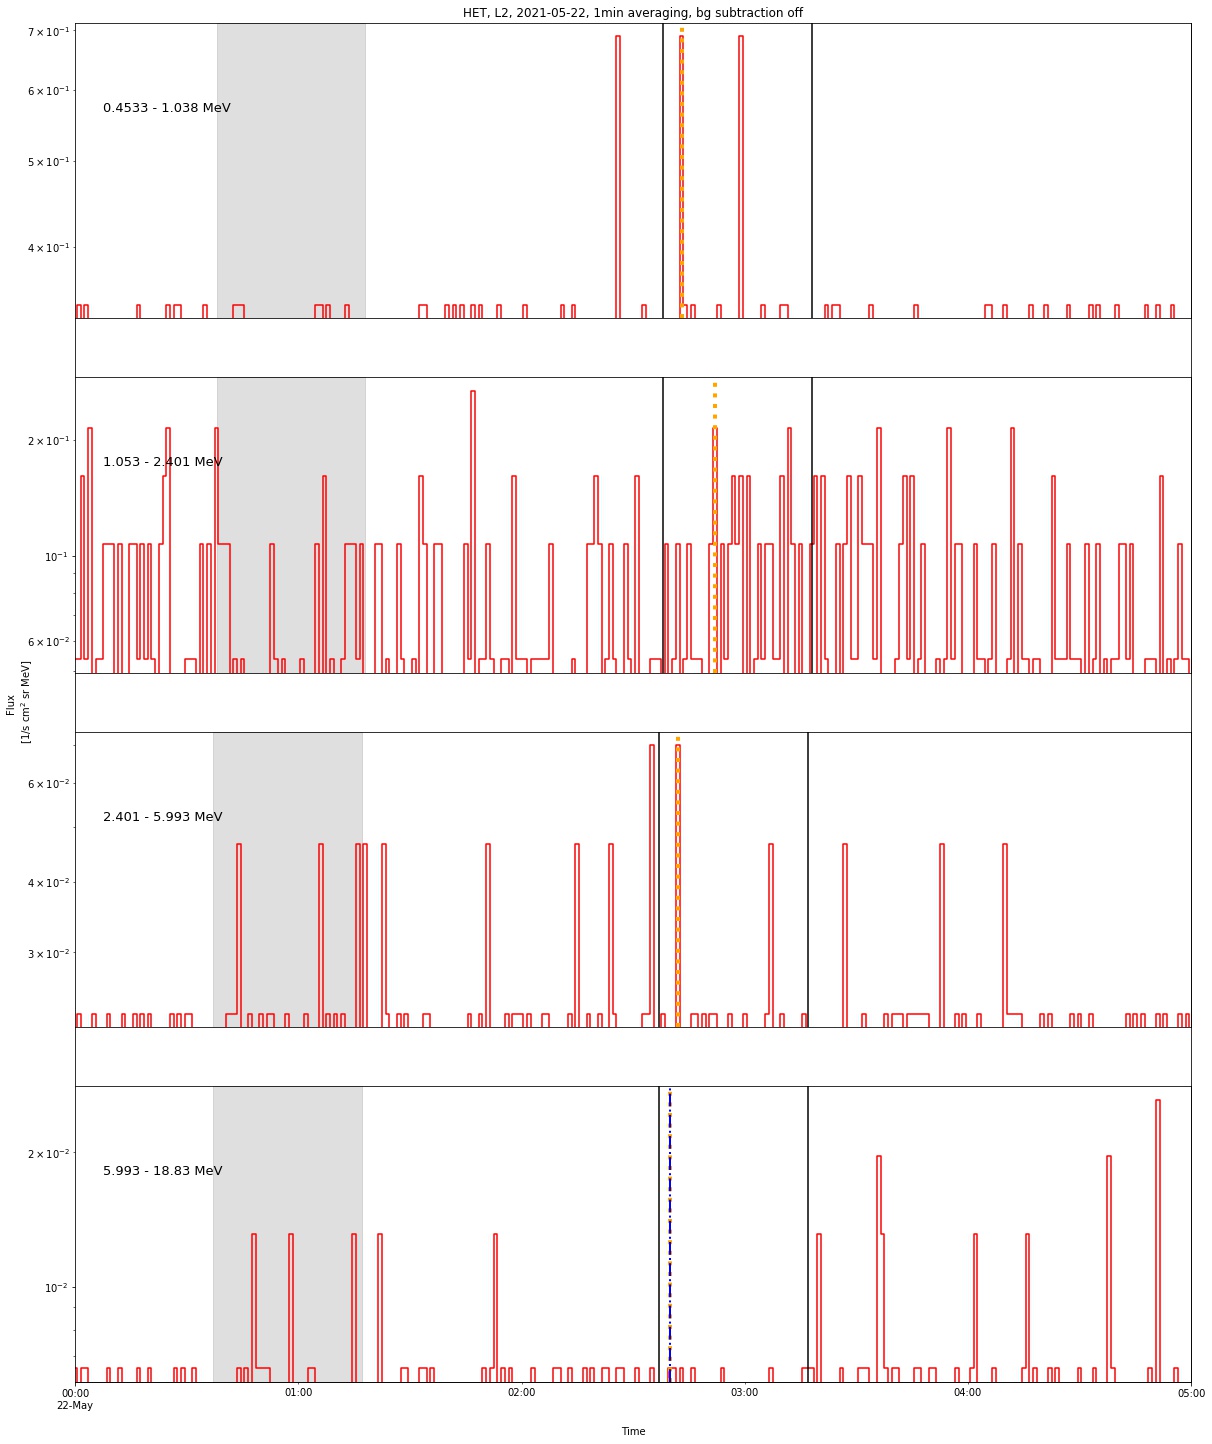 HET, L2, 2021-05-22, 1min averaging, bg subtraction off
7 × 10⁻¹
6 × 10⁻¹
0.4533 - 1.038 MeV
5 × 10⁻¹
4 × 10⁻¹
2 × 10⁻¹
1.053 - 2.401 MeV
10⁻¹
6 × 10⁻²
Flux
[1/s cm² sr MeV]
6 × 10⁻²
2.401 - 5.993 MeV
4 × 10⁻²
3 × 10⁻²
2 × 10⁻²
5.993 - 18.83 MeV
10⁻²
00:00 01:00 02:00 03:00 04:00 05:00
22-May
Time